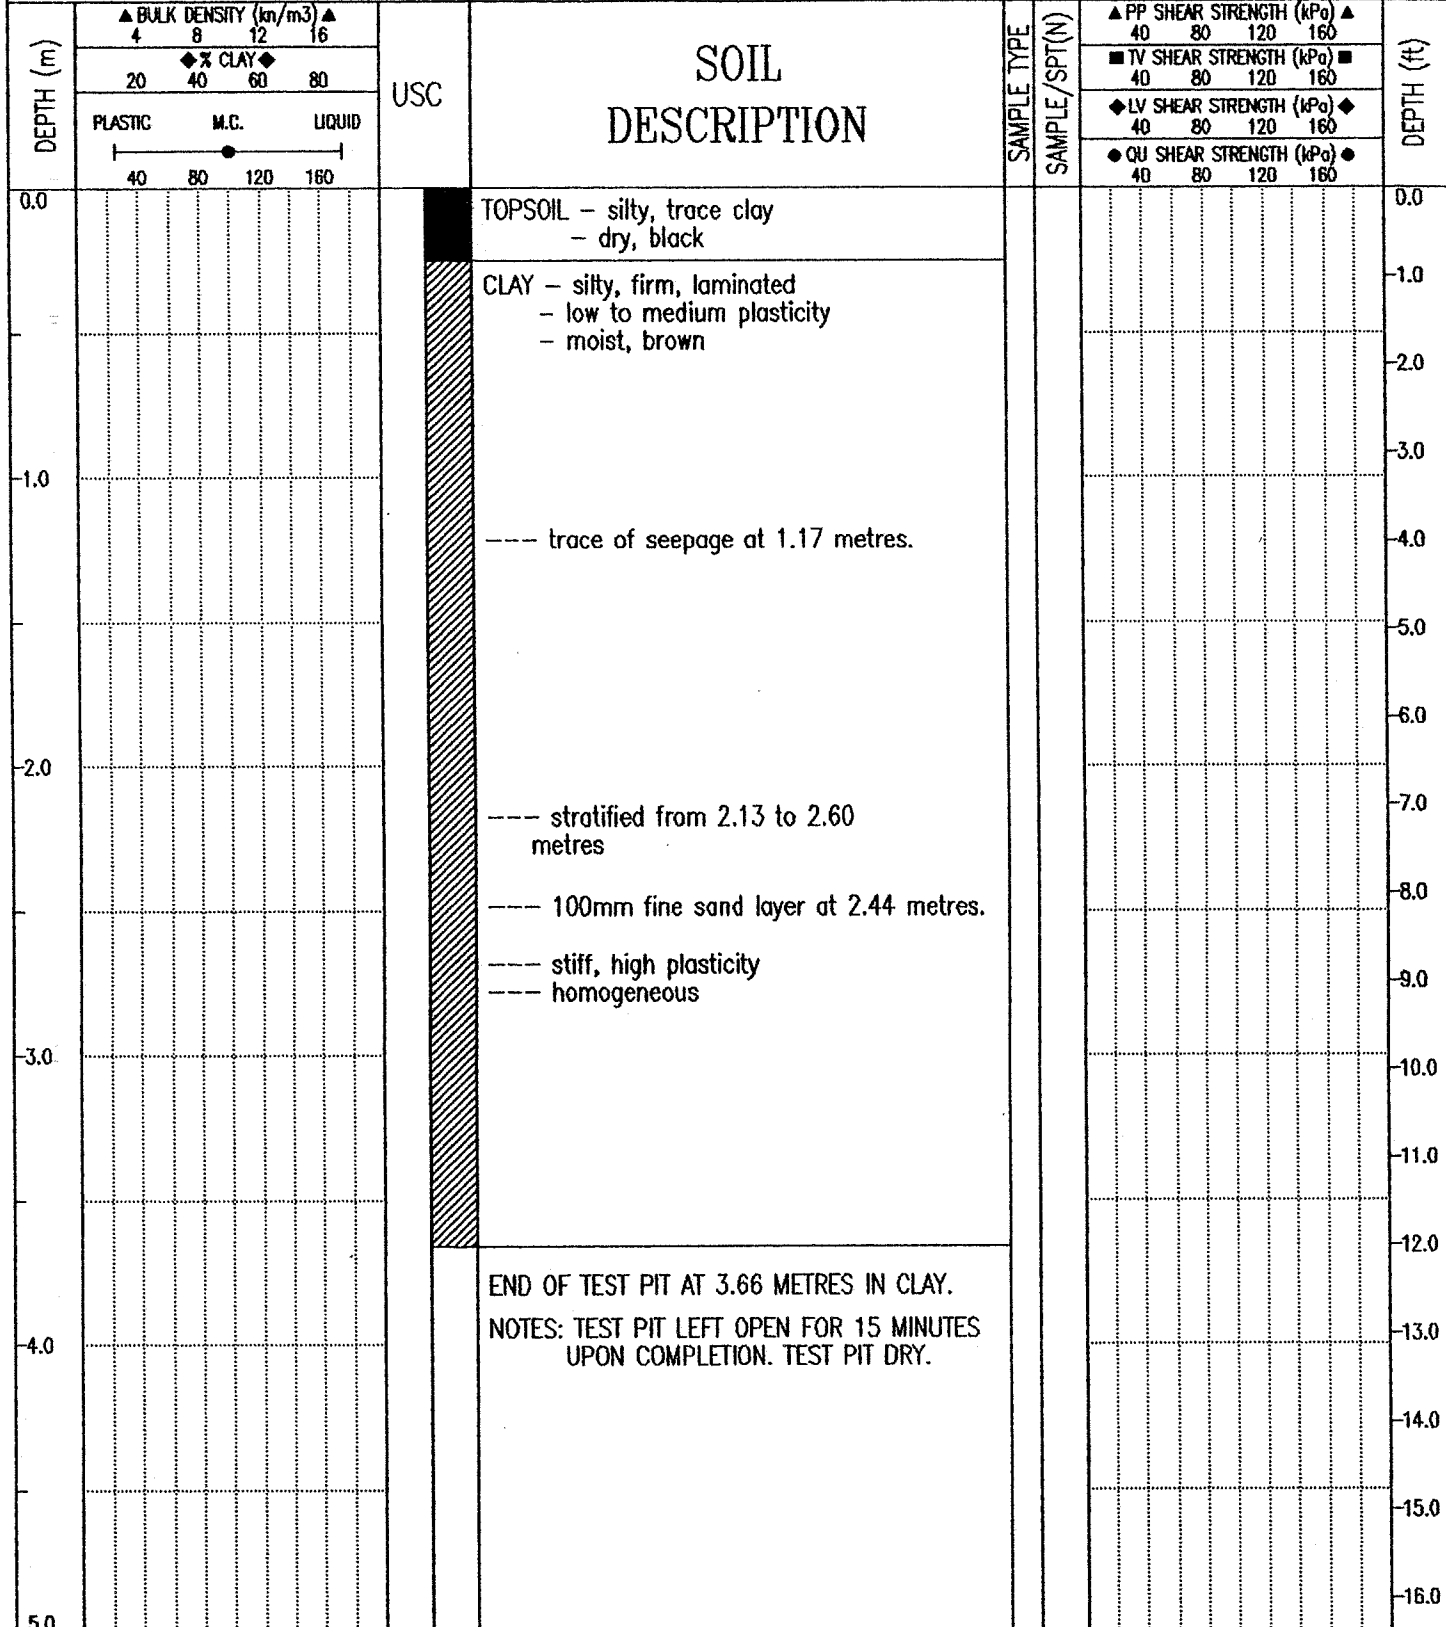 DEPTH (m)
▲ BULK DENSITY (kn/m3) ▲
4 8 12 16
◆ % CLAY ◆
20 40 60 80
PLASTIC M.C. LIQUID
40 80 120 160
USC
SOIL
DESCRIPTION
SAMPLE TYPE
SAMPLE/SPT(N)
▲ PP SHEAR STRENGTH (kPa) ▲
40 80 120 160
■ TV SHEAR STRENGTH (kPa) ■
40 80 120 160
◆ LV SHEAR STRENGTH (kPa) ◆
40 80 120 160
● QU SHEAR STRENGTH (kPa) ●
40 80 120 160
DEPTH (ft)
0.0
1.0
2.0
3.0
4.0
5.0
TOPSOIL – silty, trace clay
– dry, black
CLAY – silty, firm, laminated
– low to medium plasticity
– moist, brown
––– trace of seepage at 1.17 metres.
––– stratified from 2.13 to 2.60
metres
––– 100mm fine sand layer at 2.44 metres.
––– stiff, high plasticity
––– homogeneous
END OF TEST PIT AT 3.66 METRES IN CLAY.
NOTES: TEST PIT LEFT OPEN FOR 15 MINUTES
UPON COMPLETION. TEST PIT DRY.
0.0
1.0
2.0
3.0
4.0
5.0
6.0
7.0
8.0
9.0
10.0
11.0
12.0
13.0
14.0
15.0
16.0